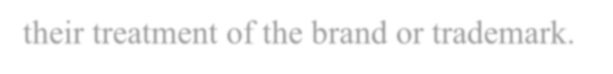 their treatment of the brand or trademark.